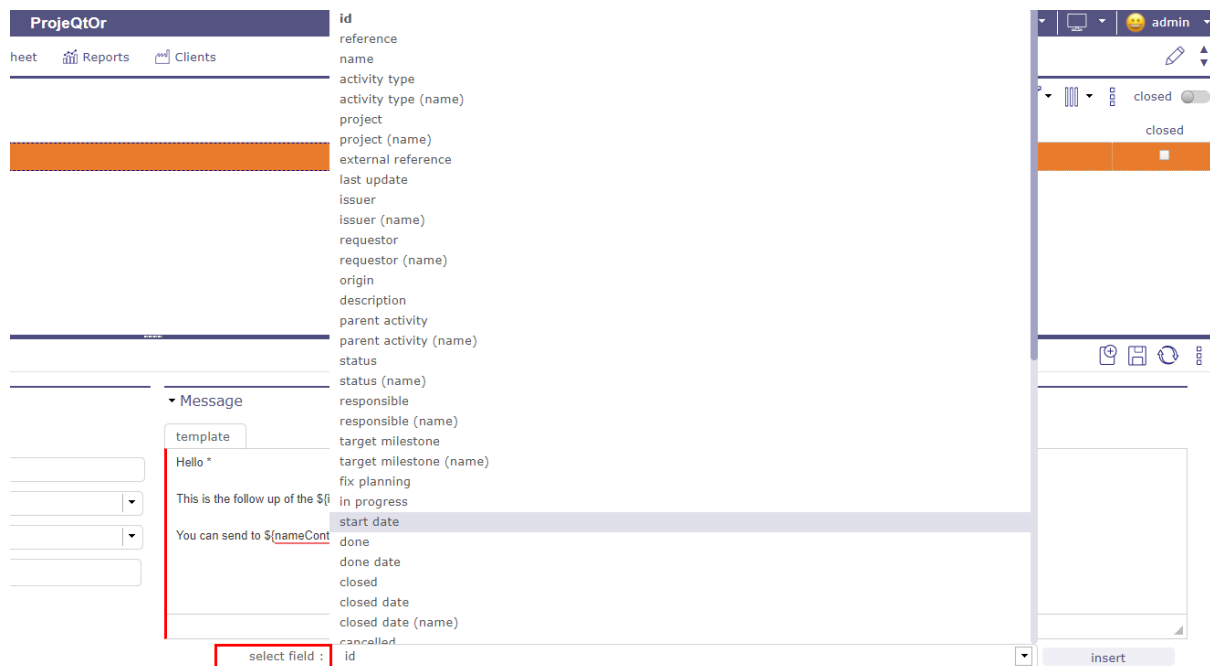 ProjeQtOr
admin
heet Reports Clients
closed
closed
id
reference
name
activity type
activity type (name)
project
project (name)
external reference
last update
issuer
issuer (name)
requestor
requestor (name)
origin
description
parent activity
parent activity (name)
status
status (name)
responsible
responsible (name)
target milestone
target milestone (name)
fix planning
in progress
start date
done
done date
closed
closed date
closed date (name)
cancelled
Message
template
Hello *
This is the follow up of the ${i
You can send to ${nameCont
select field : id
insert